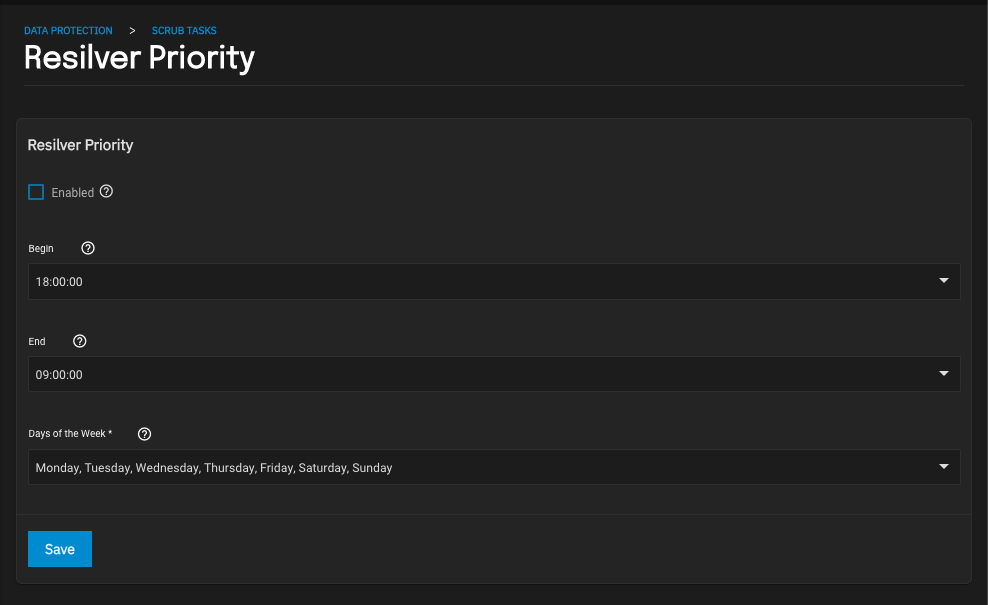 DATA PROTECTION > SCRUB TASKS
Resilver Priority
Resilver Priority
Enabled ?
Begin ?
18:00:00
End ?
09:00:00
Days of the Week * ?
Monday, Tuesday, Wednesday, Thursday, Friday, Saturday, Sunday
Save